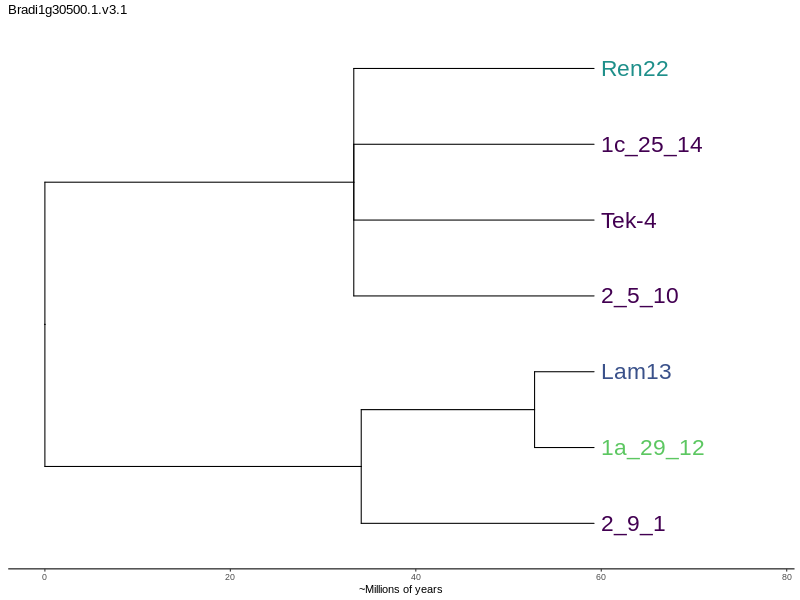 Bradi1g30500.1.v3.1
Ren22
1c_25_14
Tek-4
2_5_10
Lam13
1a_29_12
2_9_1
0 20 40 60 80
~Millions of years